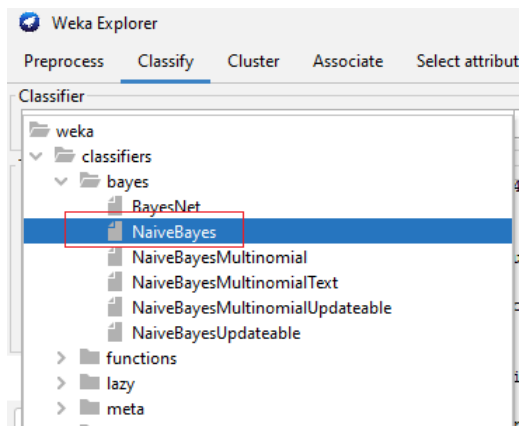 Weka Explorer
Preprocess Classify Cluster Associate Select attribut
Classifier
weka
classifiers
bayes
BayesNet
NaiveBayes
NaiveBayesMultinomial
NaiveBayesMultinomialText
NaiveBayesMultinomialUpdateable
NaiveBayesUpdateable
functions
lazy
meta